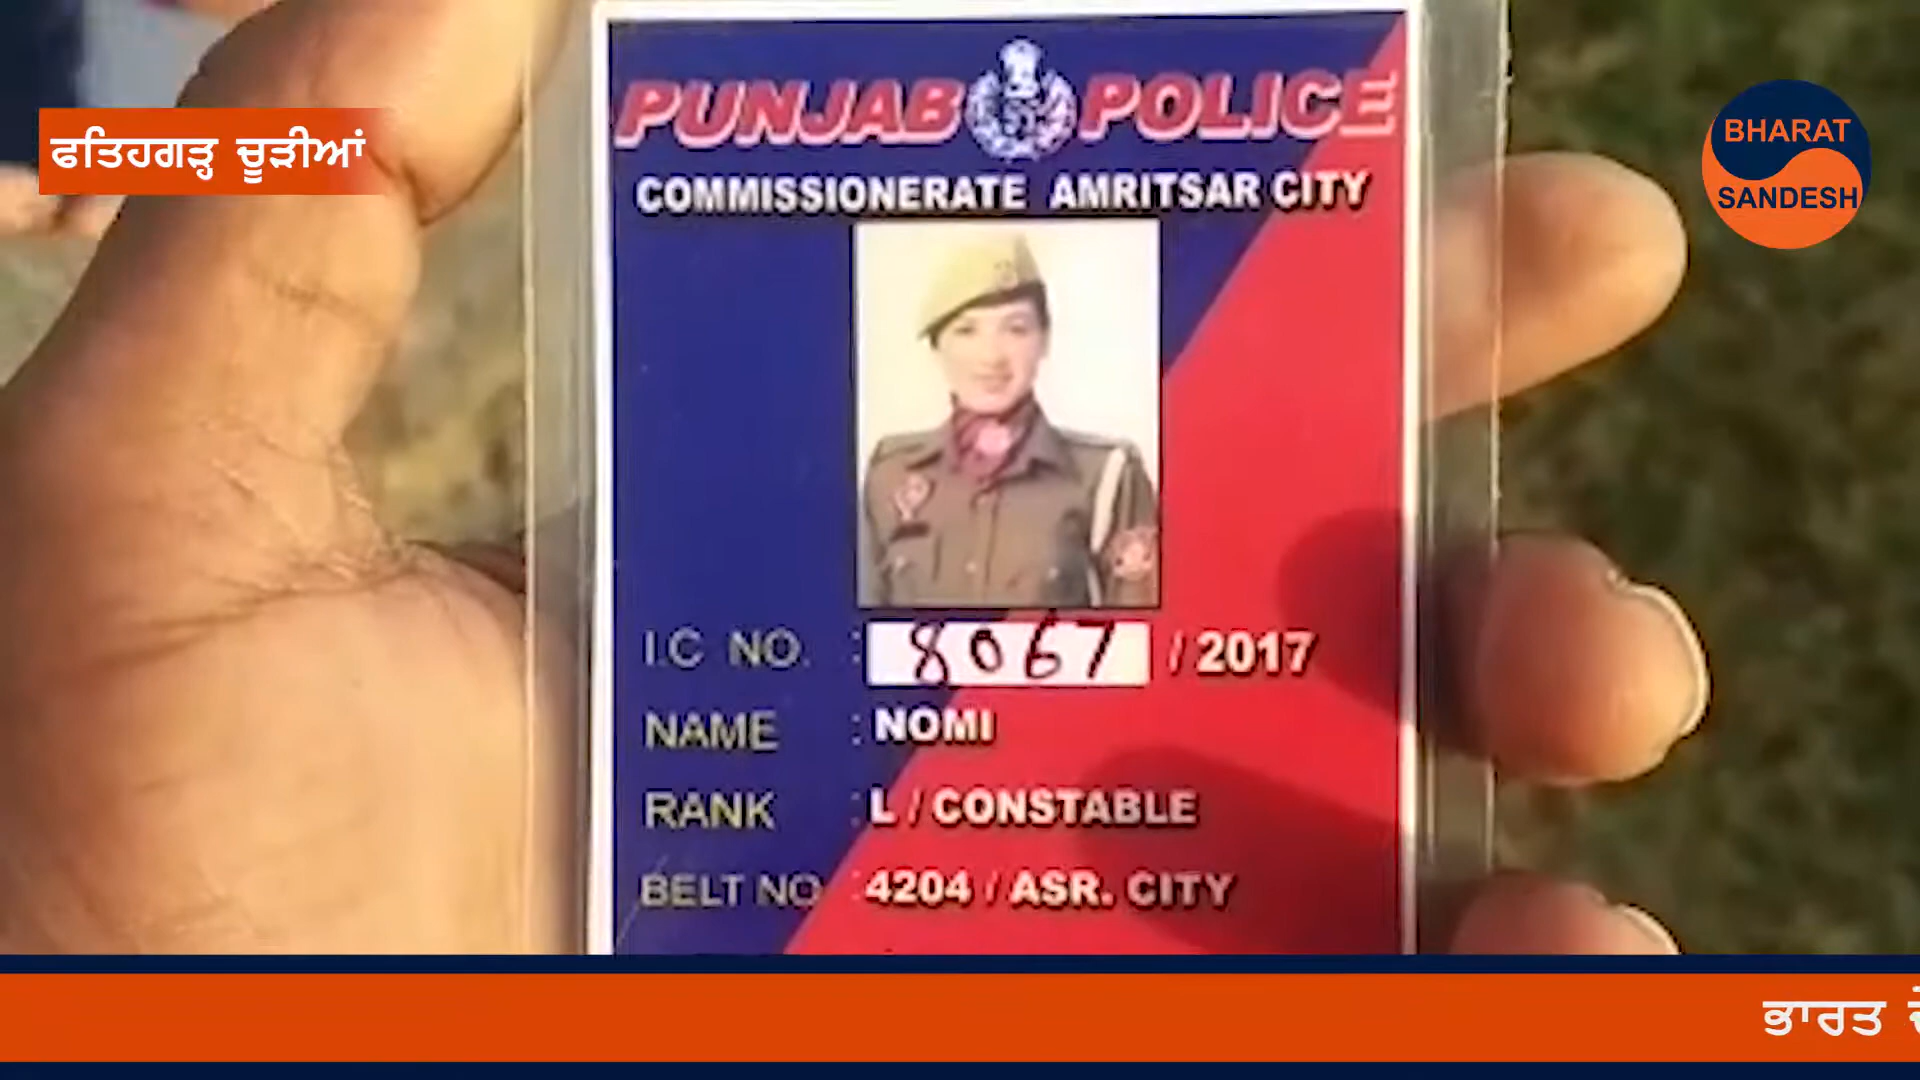 ਫਤਿਹਗੜ੍ਹ ਚੂੜੀਆਂ
BHARAT
SANDESH
PUNJAB POLICE
COMMISSIONERATE AMRITSAR CITY
I.C NO. : 8067 / 2017
NAME : NOMI
RANK : L / CONSTABLE
BELT NO : 4204 / ASR. CITY
ਭਾਰਤ